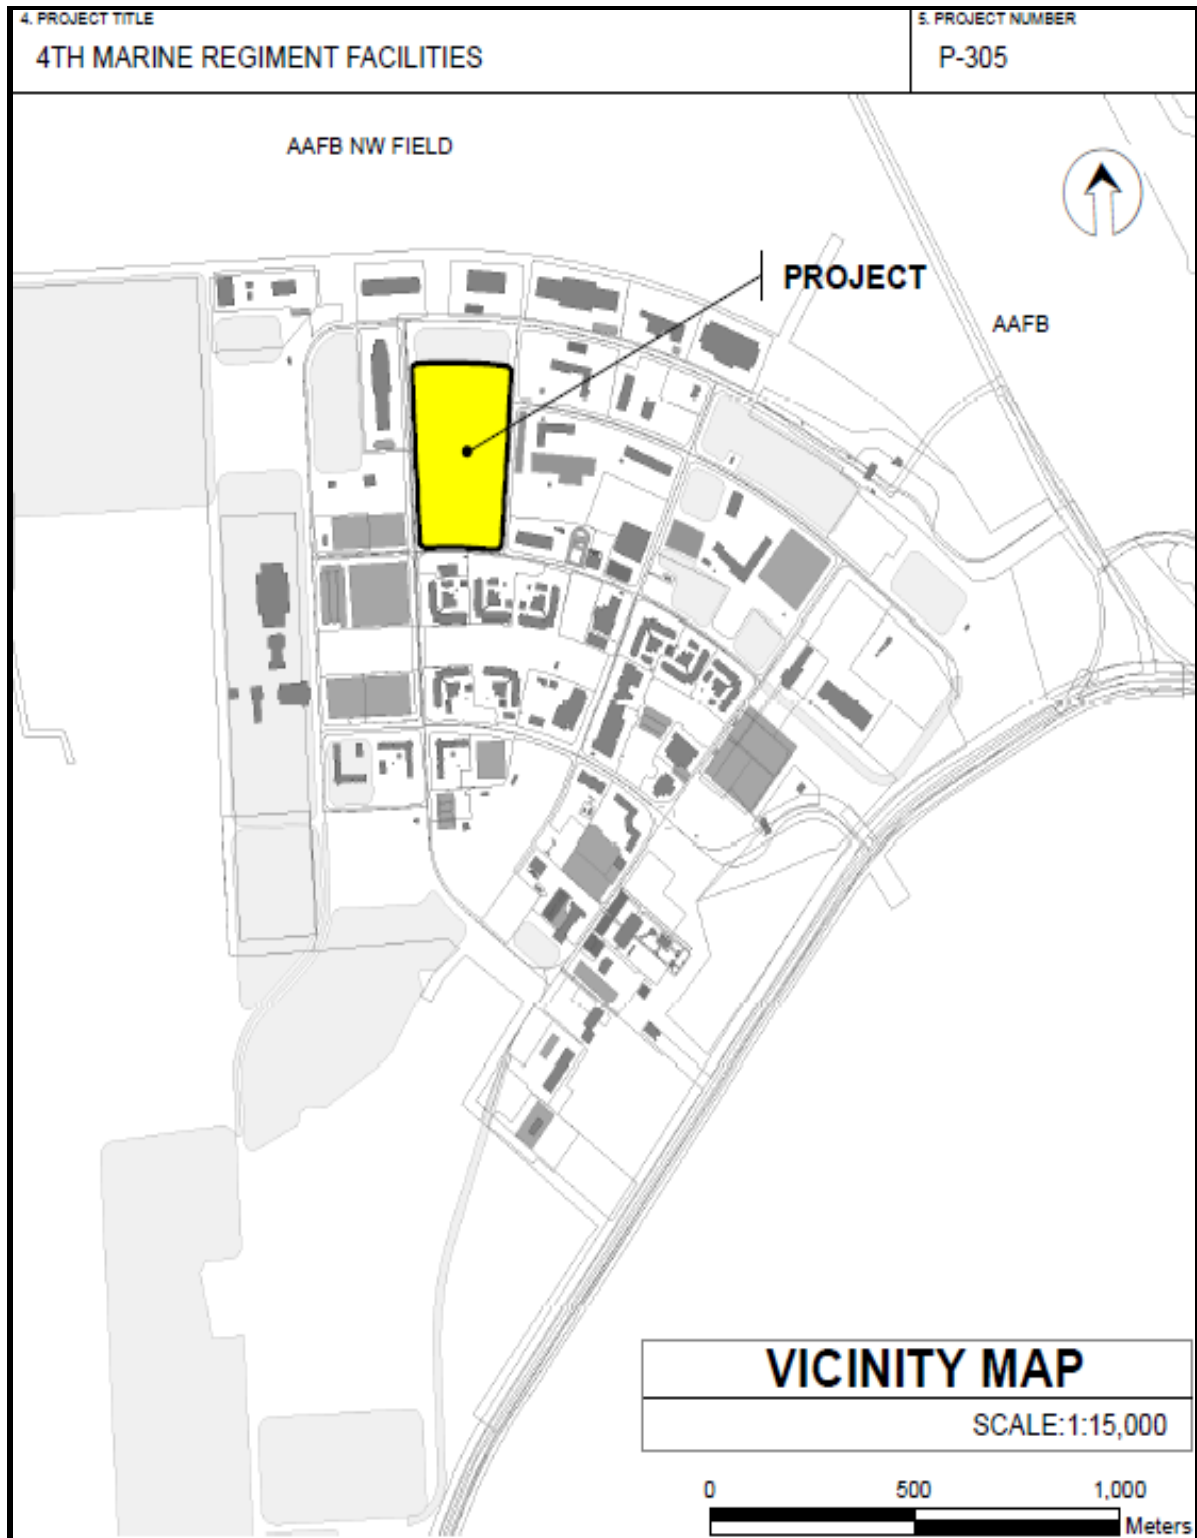 4. PROJECT TITLE
5. PROJECT NUMBER
4TH MARINE REGIMENT FACILITIES
P-305
AAFB NW FIELD
PROJECT
AAFB
VICINITY MAP
SCALE:1:15,000
0 500 1,000
Meters